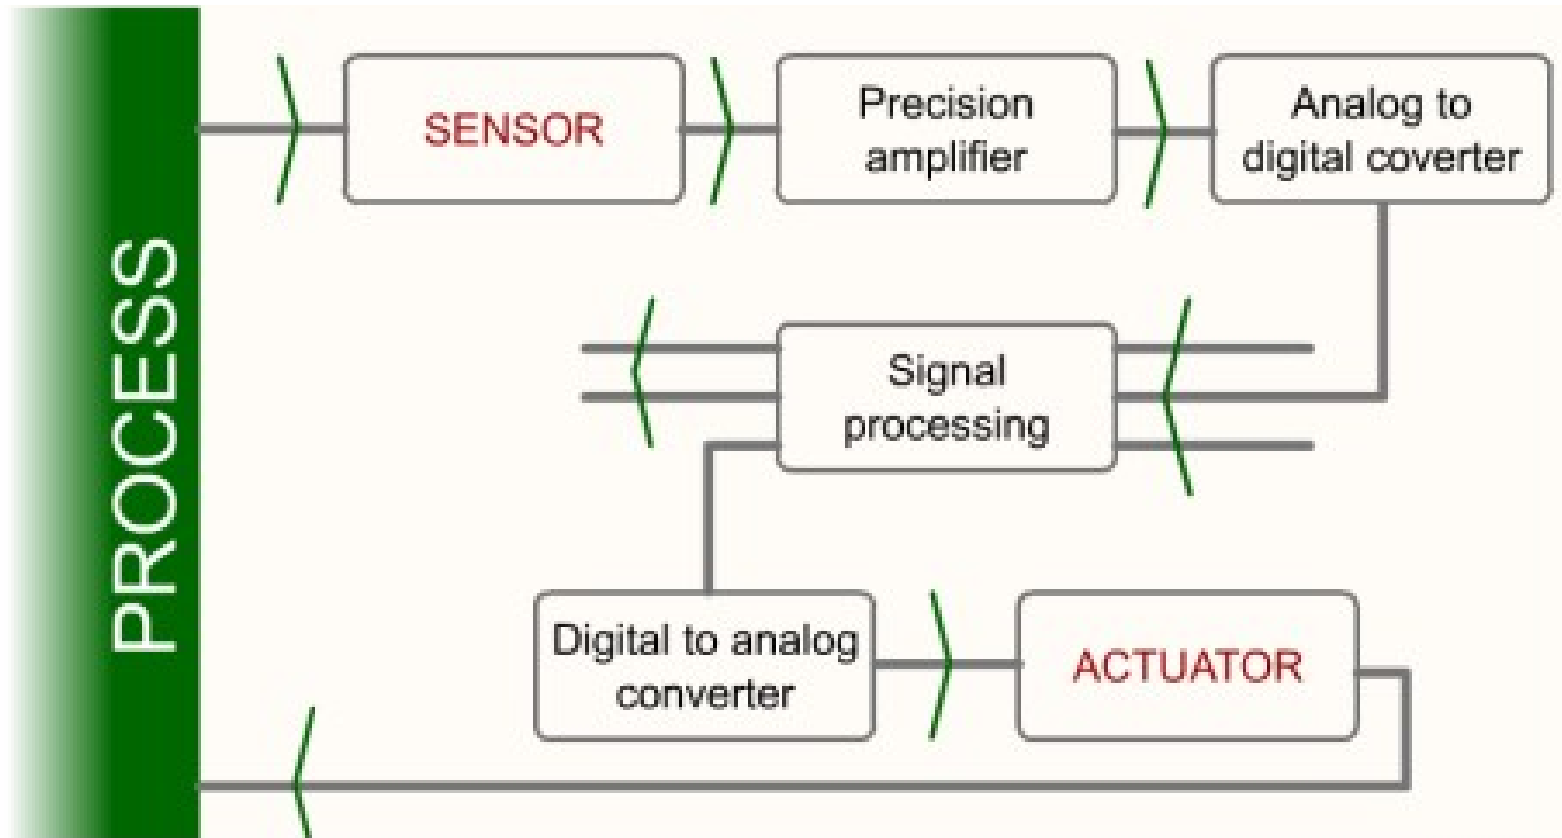 PROCESS
SENSOR
Precision
amplifier
Analog to
digital coverter
Signal
processing
Digital to analog
converter
ACTUATOR